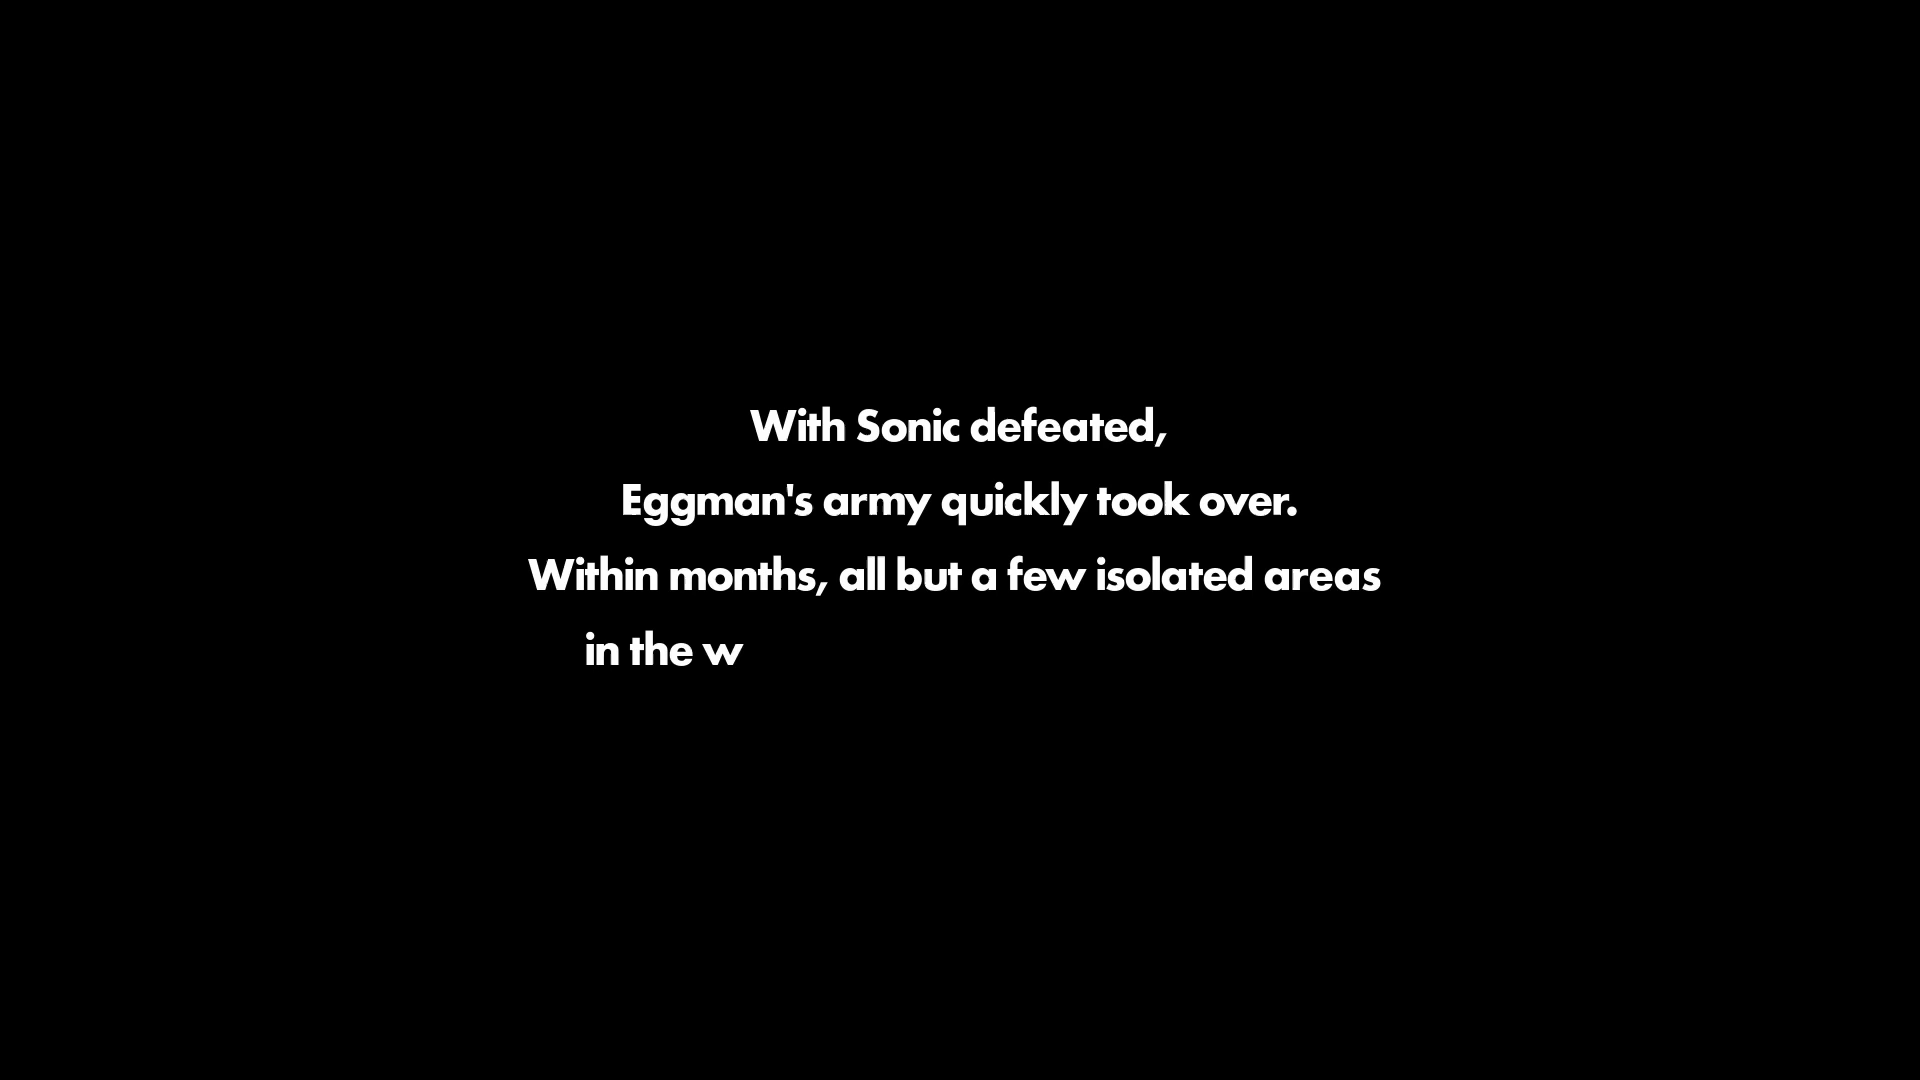 With Sonic defeated,
Eggman's army quickly took over.
Within months, all but a few isolated areas
in the w